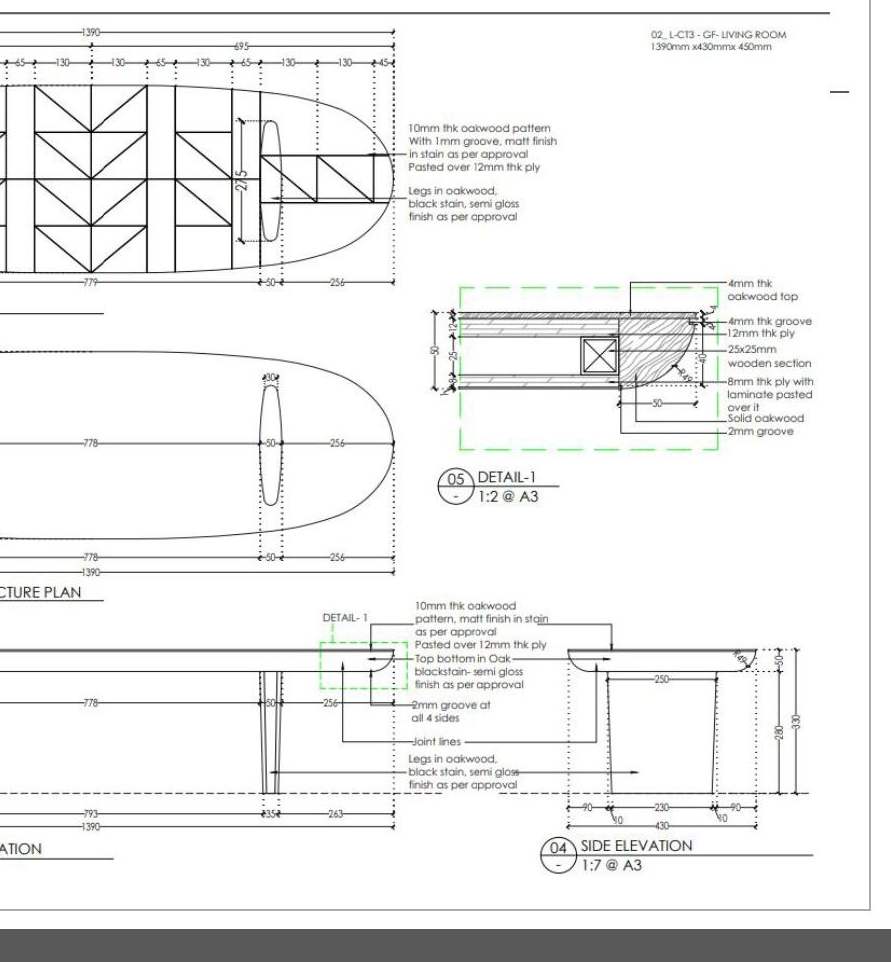 02_ L-CT3 - GF- LIVING ROOM
1390mm x430mmx 450mm
1390
695
65 130 130 65 130 65 130 130 45
10mm thk oakwood pattern
With 1mm groove, matt finish
in stain as per approval
Pasted over 12mm thk ply
275
Legs in oakwood,
black stain, semi gloss
finish as per approval
779 50 256
4mm thk
oakwood top
4mm thk groove
12mm thk ply
25x25mm
wooden section
8mm thk ply with
laminate pasted
over it
Solid oakwood
2mm groove
4
4
12
50
25
8
40
R49
50
05 DETAIL-1
- 1:2 @ A3
30
778 50 256
778 50 256
1390
CTURE PLAN
DETAIL- 1
10mm thk oakwood
pattern, matt finish in stain
as per approval
Pasted over 12mm thk ply
Top bottom in Oak
blackstain- semi gloss
finish as per approval
778 50 256
2mm groove at
all 4 sides
Joint lines
Legs in oakwood,
black stain, semi gloss
finish as per approval
793 35 263
1390
ATION
R49
50
250
280
330
90 230 90
10 10
430
04 SIDE ELEVATION
- 1:7 @ A3